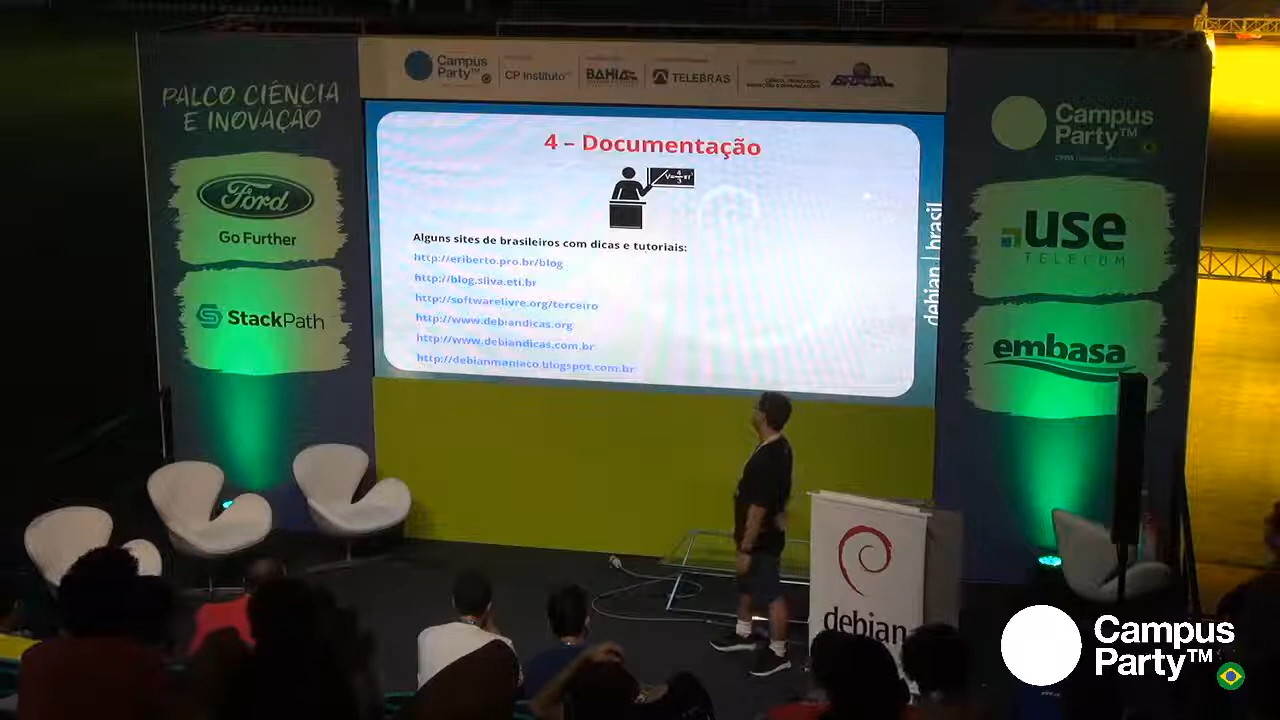 PALCO CIÊNCIA
E INOVAÇÃO
Ford
Go Further
StackPath
Campus
Party™
CP Instituto
BAHIA
TELEBRAS
4 – Documentação
Alguns sites de brasileiros com dicas e tutoriais:
http://eriberto.pro.br/blog
http://blog.silva.eti.br
http://softwarelivre.org/terceiro
http://www.debiandicas.org
http://www.debiandicas.com.br
http://debianmaniaco.blogspot.com.br
debian | brasil
Campus
Party™
USE
TELECOM
embasa
debian
Campus
Party™